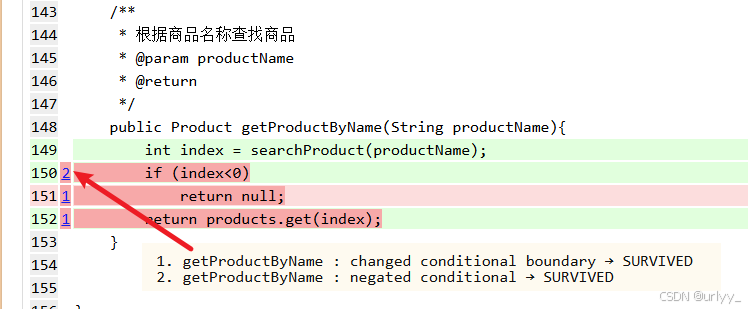 143 /**
144 * 根据商品名称查找商品
145 * @param productName
146 * @return
147 */
148 public Product getProductByName(String productName){
149 int index = searchProduct(productName);
150 2 if (index<0)
151 1 return null;
152 1 return products.get(index);
153 }
154 1. getProductByName : changed conditional boundary → SURVIVED
155 2. getProductByName : negated conditional → SURVIVED
CSDN @urlyy_